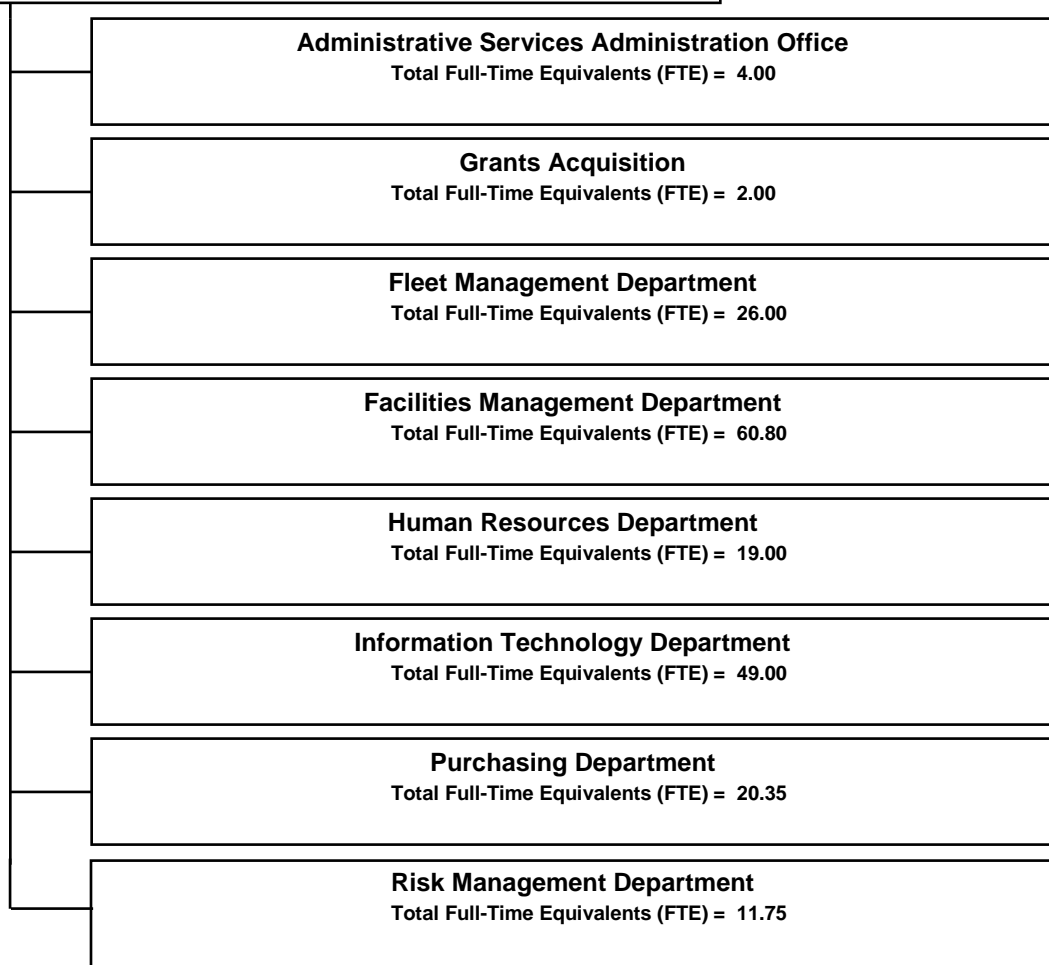 Administrative Services Administration Office
Total Full-Time Equivalents (FTE) = 4.00
Grants Acquisition
Total Full-Time Equivalents (FTE) = 2.00
Fleet Management Department
Total Full-Time Equivalents (FTE) = 26.00
Facilities Management Department
Total Full-Time Equivalents (FTE) = 60.80
Human Resources Department
Total Full-Time Equivalents (FTE) = 19.00
Information Technology Department
Total Full-Time Equivalents (FTE) = 49.00
Purchasing Department
Total Full-Time Equivalents (FTE) = 20.35
Risk Management Department
Total Full-Time Equivalents (FTE) = 11.75